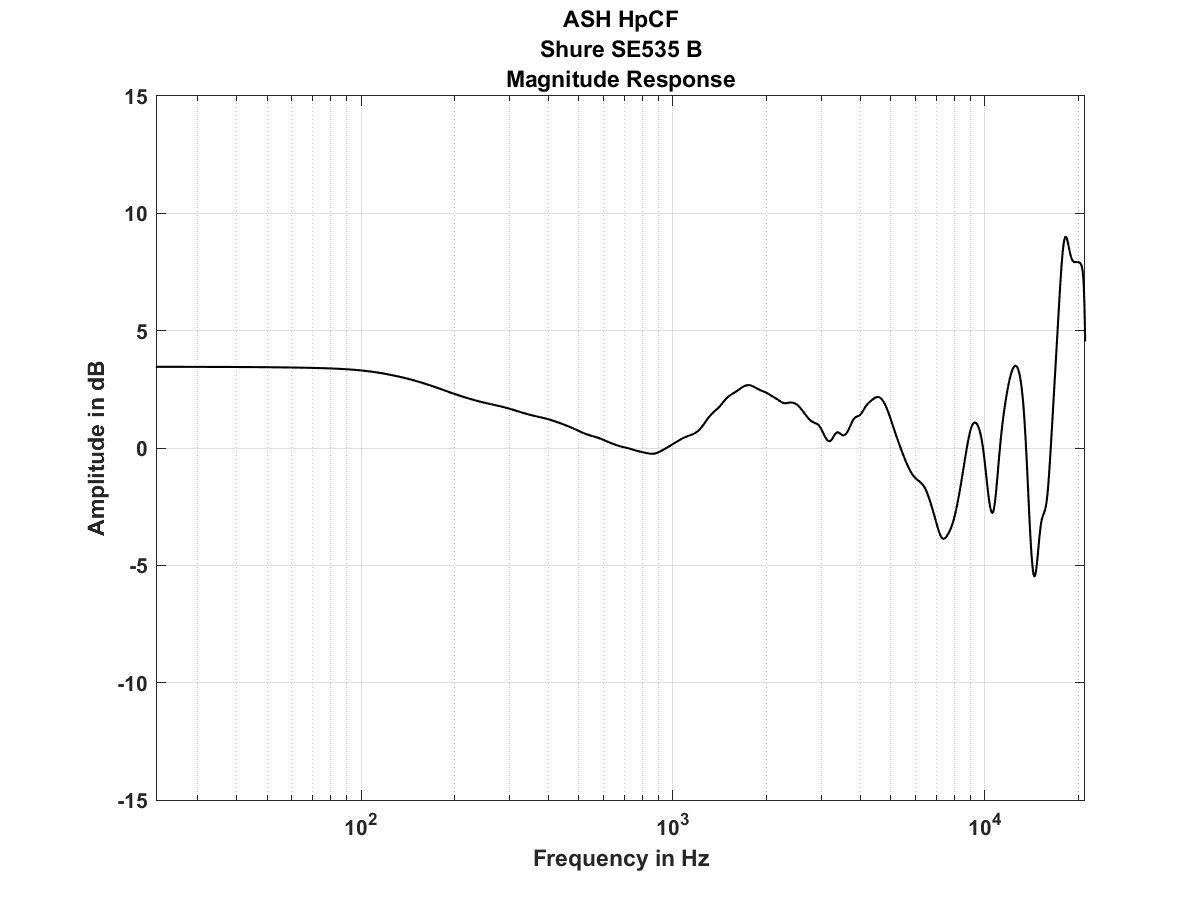 ASH HpCF
Shure SE535 B
Magnitude Response
15
10
5
0
-5
-10
-15
Amplitude in dB
10² 10³ 10⁴
Frequency in Hz